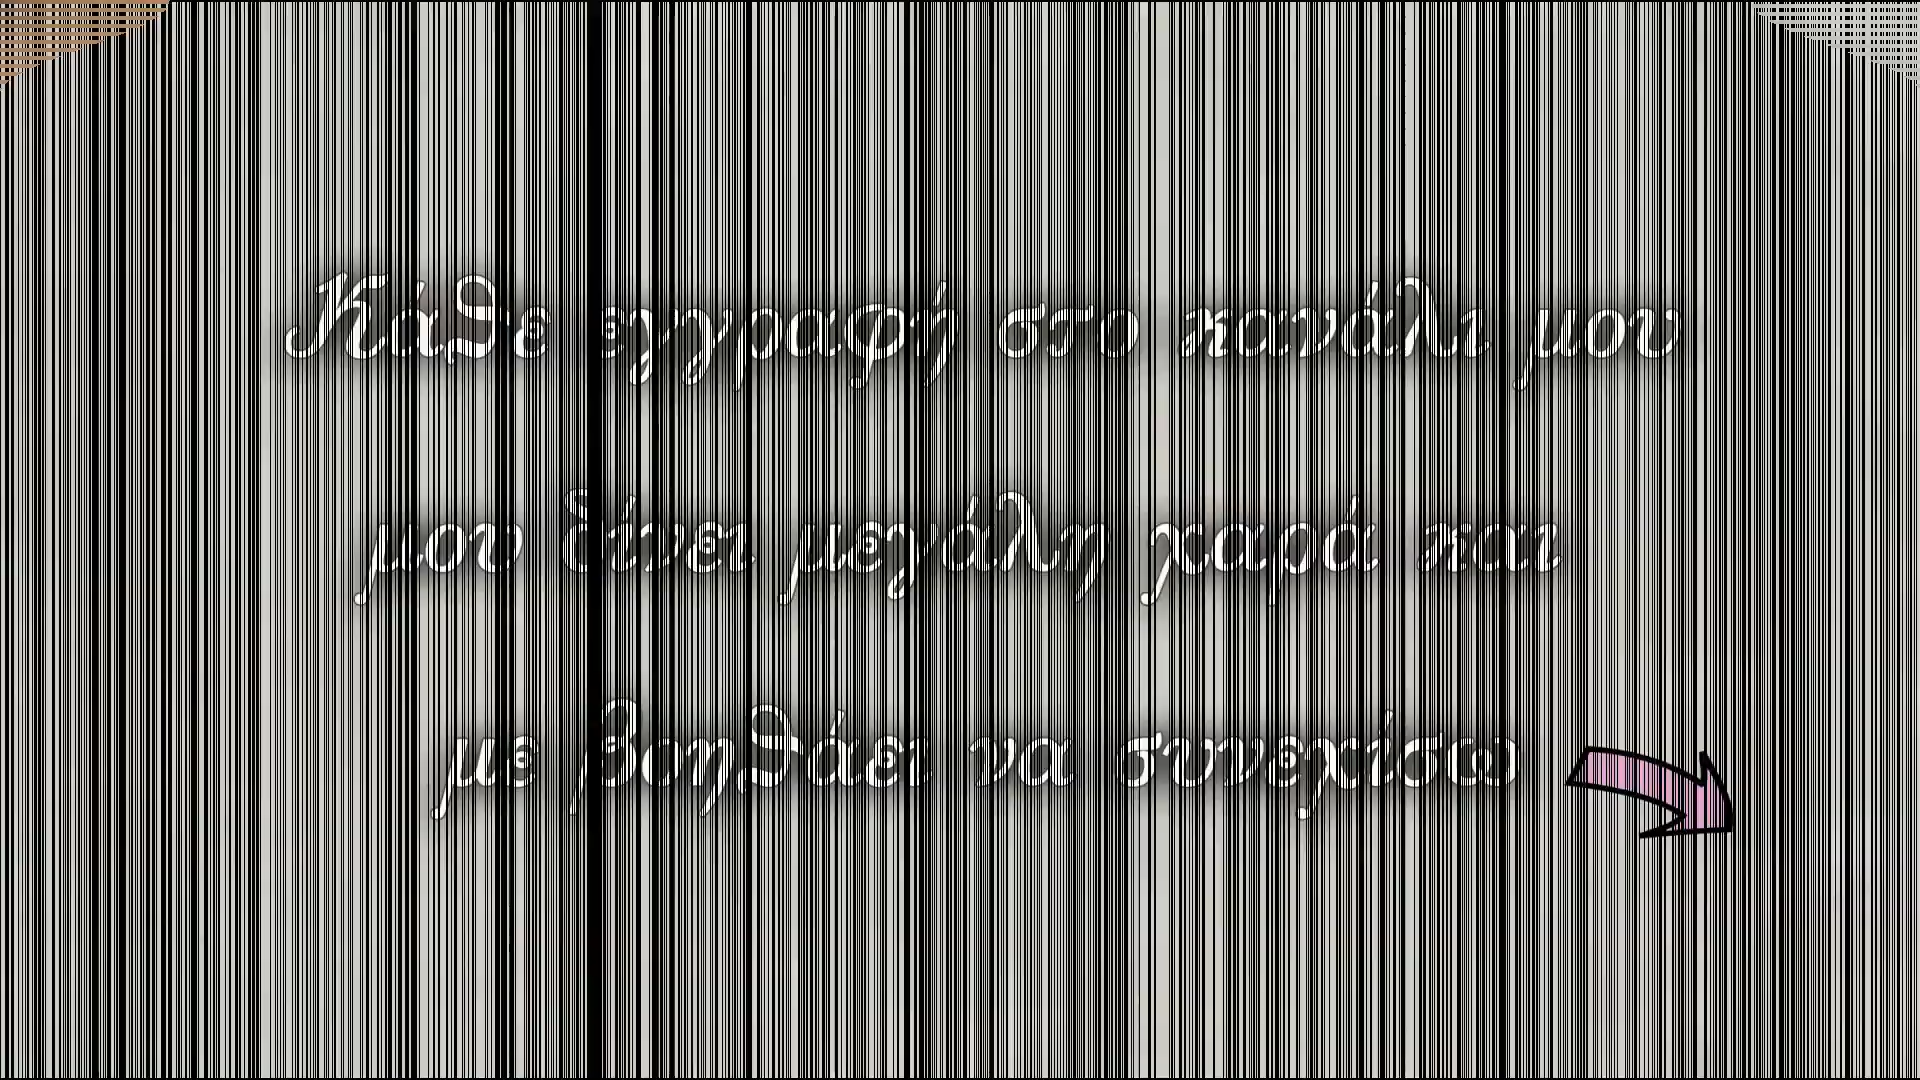 Κάθε εγγραφή στο κανάλι μου
μου δίνει μεγάλη χαρά και
με βοηθάει να συνεχίσω